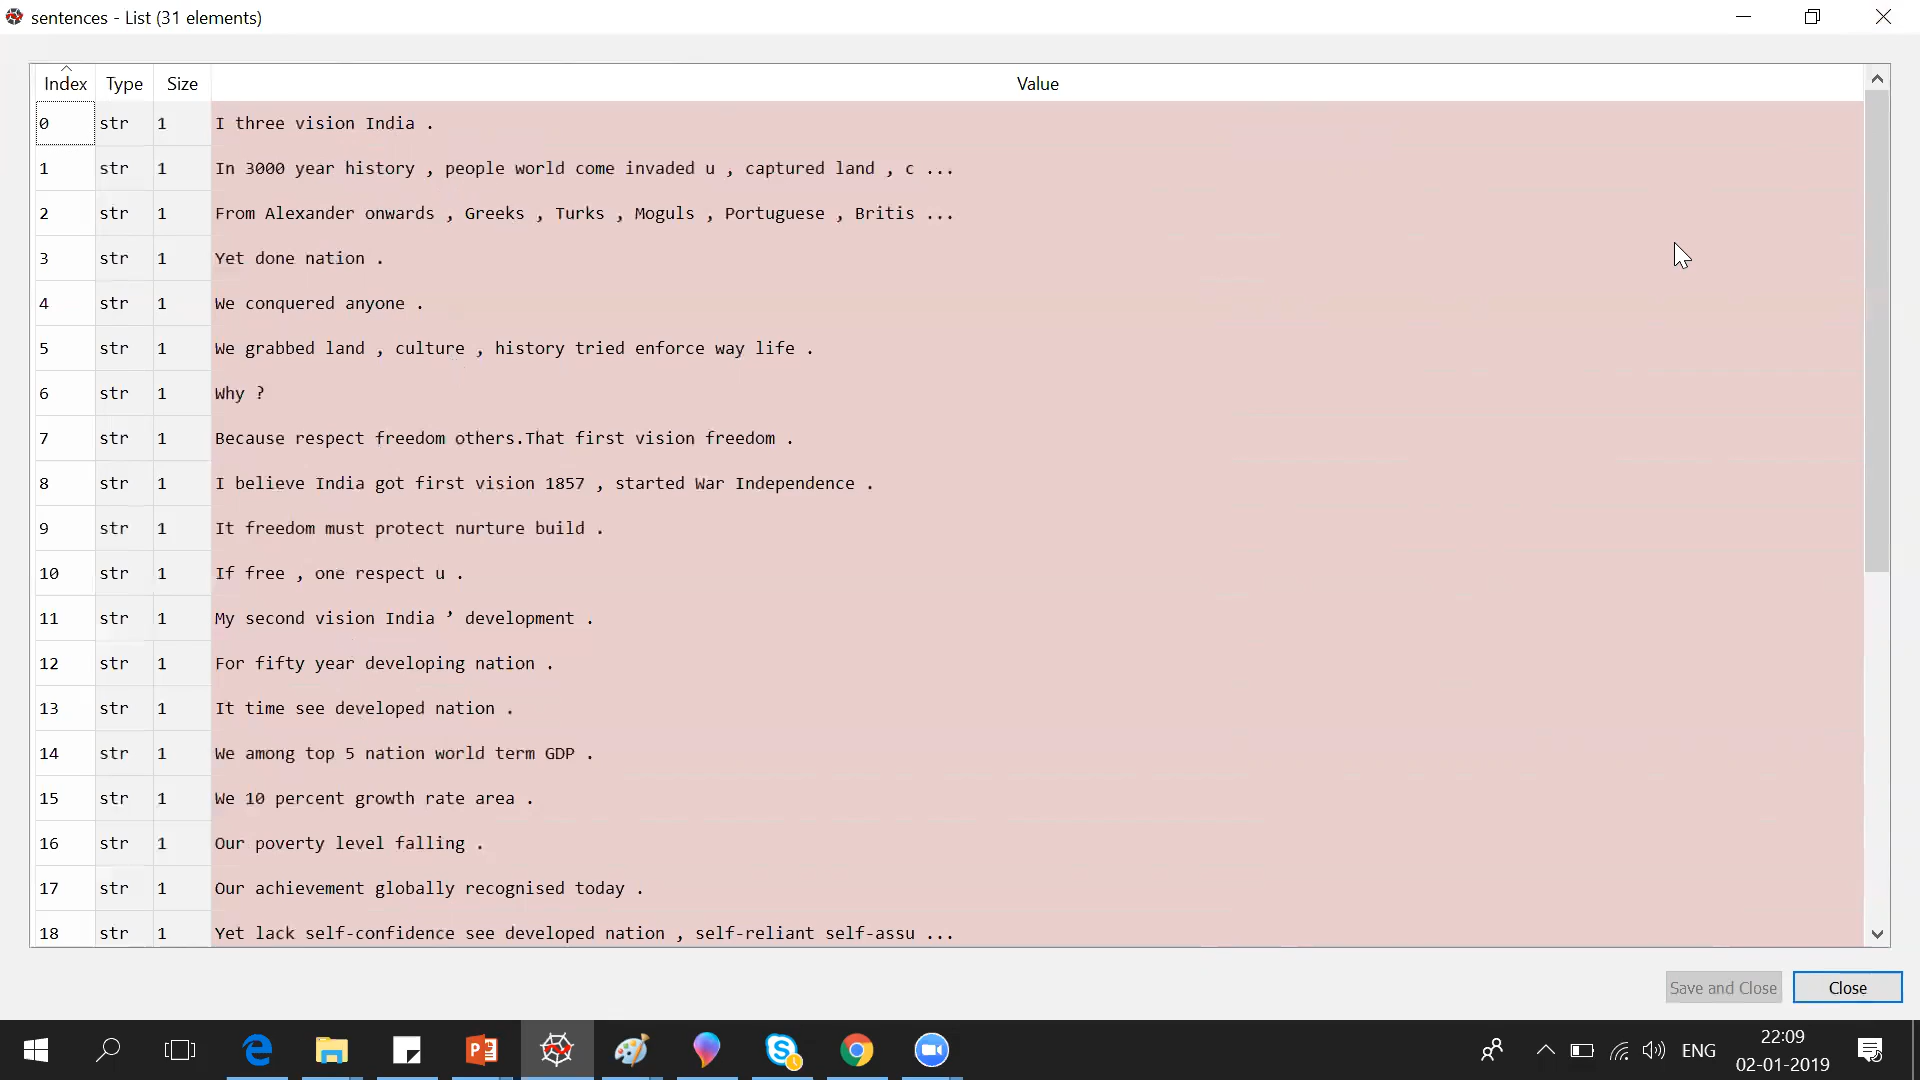 sentences - List (31 elements)
Index Type Size Value
0 str 1 I three vision India .
1 str 1 In 3000 year history , people world come invaded u , captured land , c ...
2 str 1 From Alexander onwards , Greeks , Turks , Moguls , Portuguese , Britis ...
3 str 1 Yet done nation .
4 str 1 We conquered anyone .
5 str 1 We grabbed land , culture , history tried enforce way life .
6 str 1 Why ?
7 str 1 Because respect freedom others.That first vision freedom .
8 str 1 I believe India got first vision 1857 , started War Independence .
9 str 1 It freedom must protect nurture build .
10 str 1 If free , one respect u .
11 str 1 My second vision India ’ development .
12 str 1 For fifty year developing nation .
13 str 1 It time see developed nation .
14 str 1 We among top 5 nation world term GDP .
15 str 1 We 10 percent growth rate area .
16 str 1 Our poverty level falling .
17 str 1 Our achievement globally recognised today .
18 str 1 Yet lack self-confidence see developed nation , self-reliant self-assu ...
Save and Close Close
ENG 22:09
02-01-2019